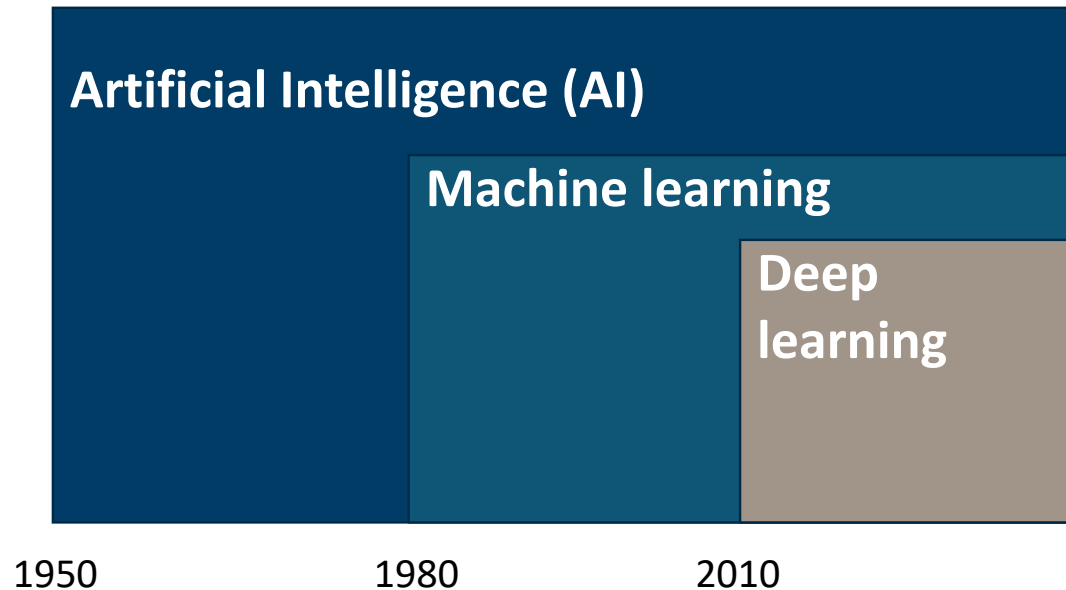 Artificial Intelligence (AI)
Machine learning
Deep
learning
1950 1980 2010